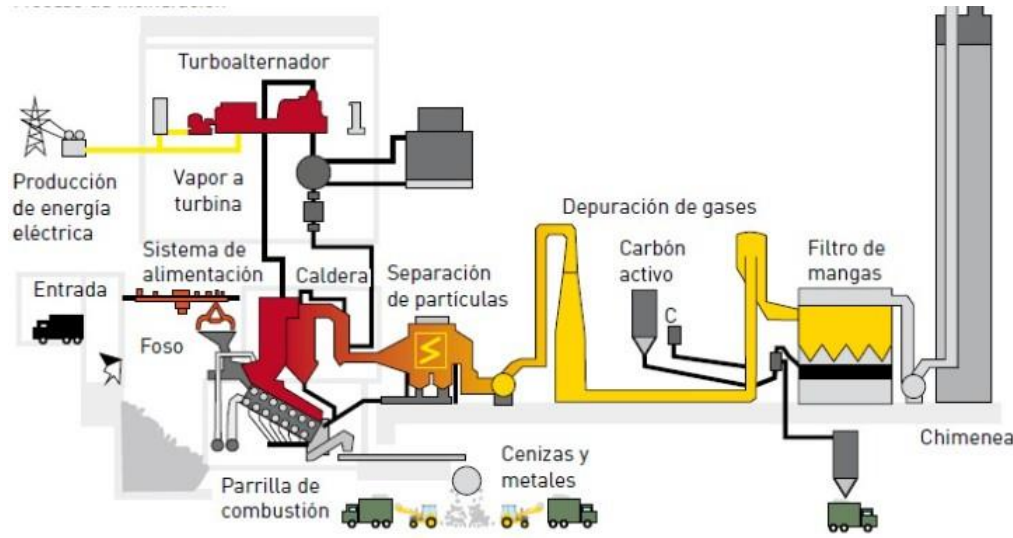 Turboalternador
Producción
de energía
eléctrica
Vapor a
turbina
Sistema de
alimentación
Caldera
Separación
de partículas
Depuración de gases
Carbón
activo
C
Filtro de
mangas
Entrada
Foso
Parrilla de
combustión
Cenizas y
metales
Chimenea